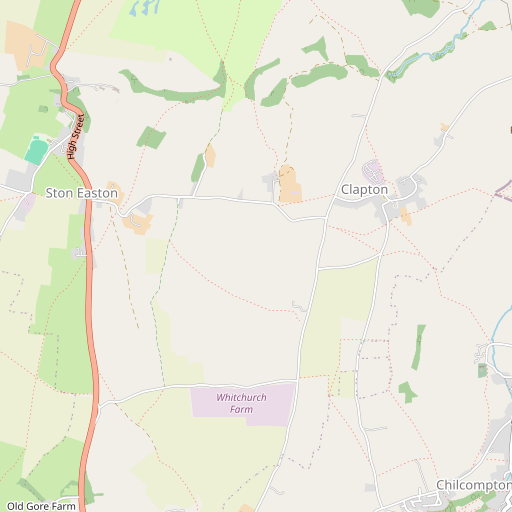 High Street
Ston Easton
Clapton
Whitchurch
Farm
Chilcompton
Old Gore Farm